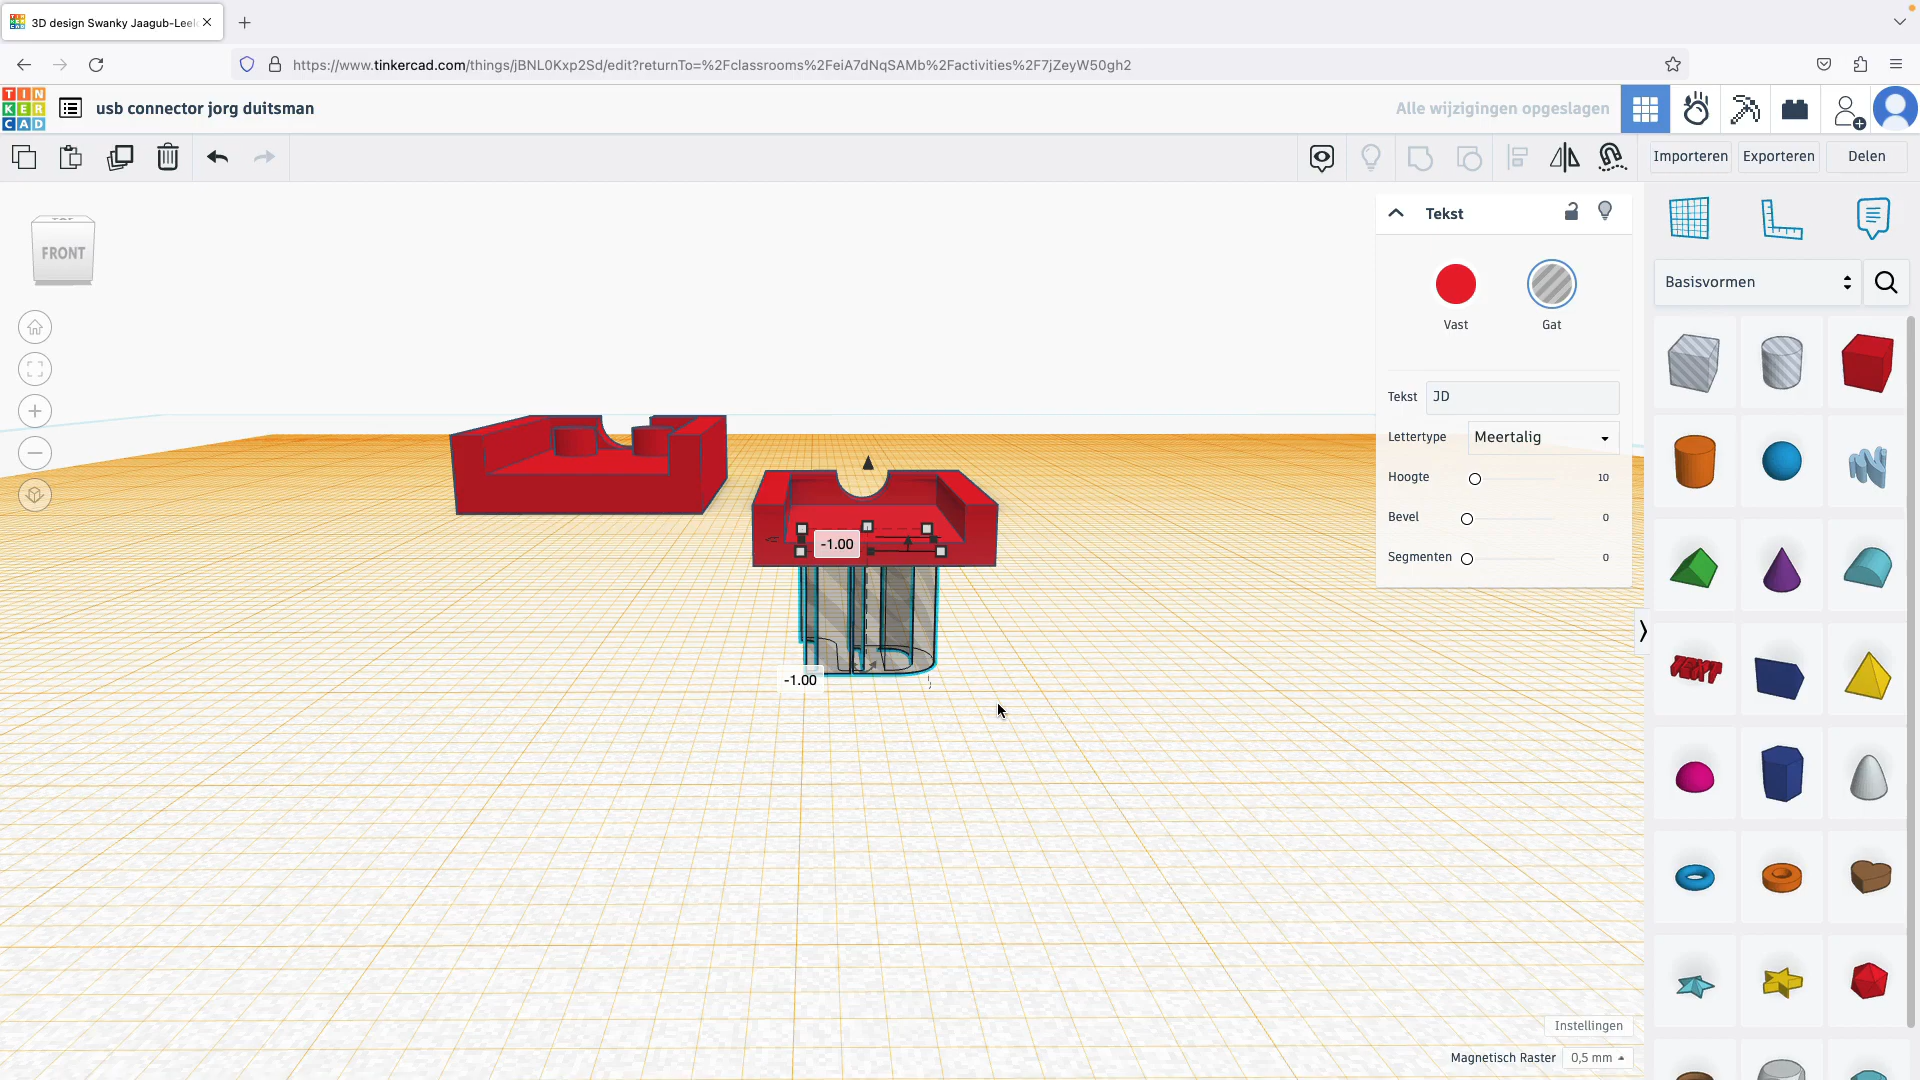 3D design Swanky Jaagub-Leel
https://www.tinkercad.com/things/jBNL0Kxp2Sd/edit?returnTo=%2Fclassrooms%2FeiA7dNqSAMb%2Factivities%2F7jZeyW50gh2
TIN
KER
CAD
usb connector jorg duitsman
Alle wijzigingen opgeslagen
Importeren
Exporteren
Delen
TOP
FRONT
Tekst
Vast
Gat
Tekst
JD
Lettertype
Meertalig
Hoogte
10
Bevel
0
Segmenten
0
Basisvormen
TEXT
-1.00
-1.00
Instellingen
Magnetisch Raster
0,5 mm